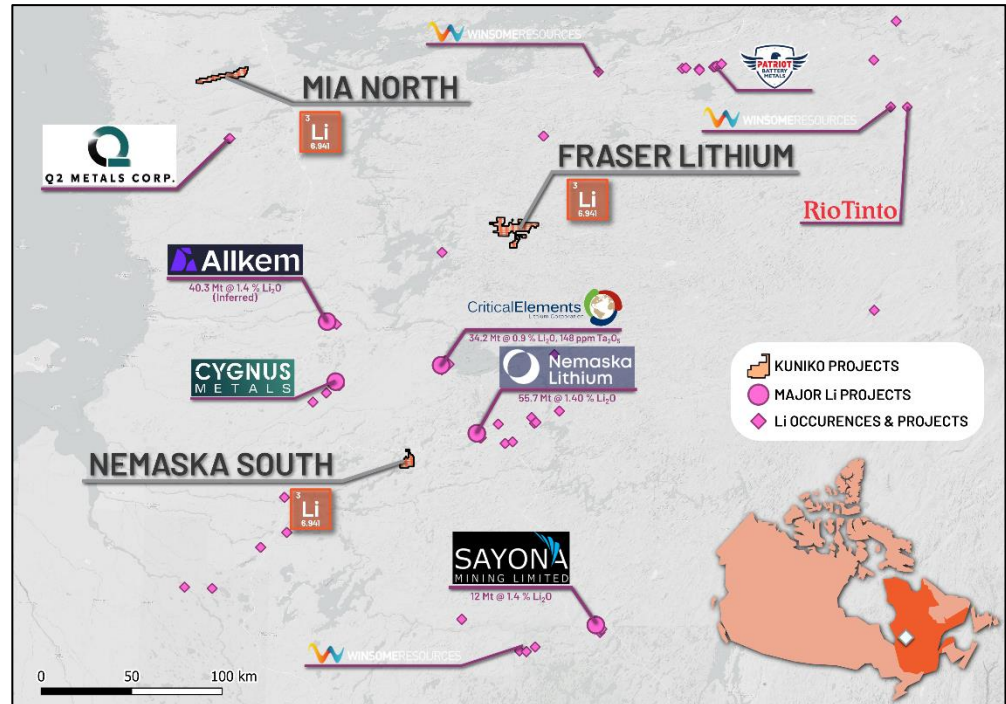 WINSOMERESOURCES
PATRIOT
BATTERY
METALS
MIA NORTH
3
Li
6.941
WINSOMERESOURCES
Q2 METALS CORP.
FRASER LITHIUM
3
Li
6.941
RioTinto
Allkem
40.3 Mt @ 1.4 % Li₂O
(Inferred)
CriticalElements
Lithium Corporation
34.2 Mt @ 0.9 % Li₂O, 148 ppm Ta₂O₅
CYGNUS
METALS
Nemaska
Lithium
55.7 Mt @ 1.40 % Li₂O
KUNIKO PROJECTS
MAJOR Li PROJECTS
Li OCCURENCES & PROJECTS
NEMASKA SOUTH
3
Li
6.941
SAYONA
MINING LIMITED
12 Mt @ 1.4 % Li₂O
WINSOMERESOURCES
0 50 100 km